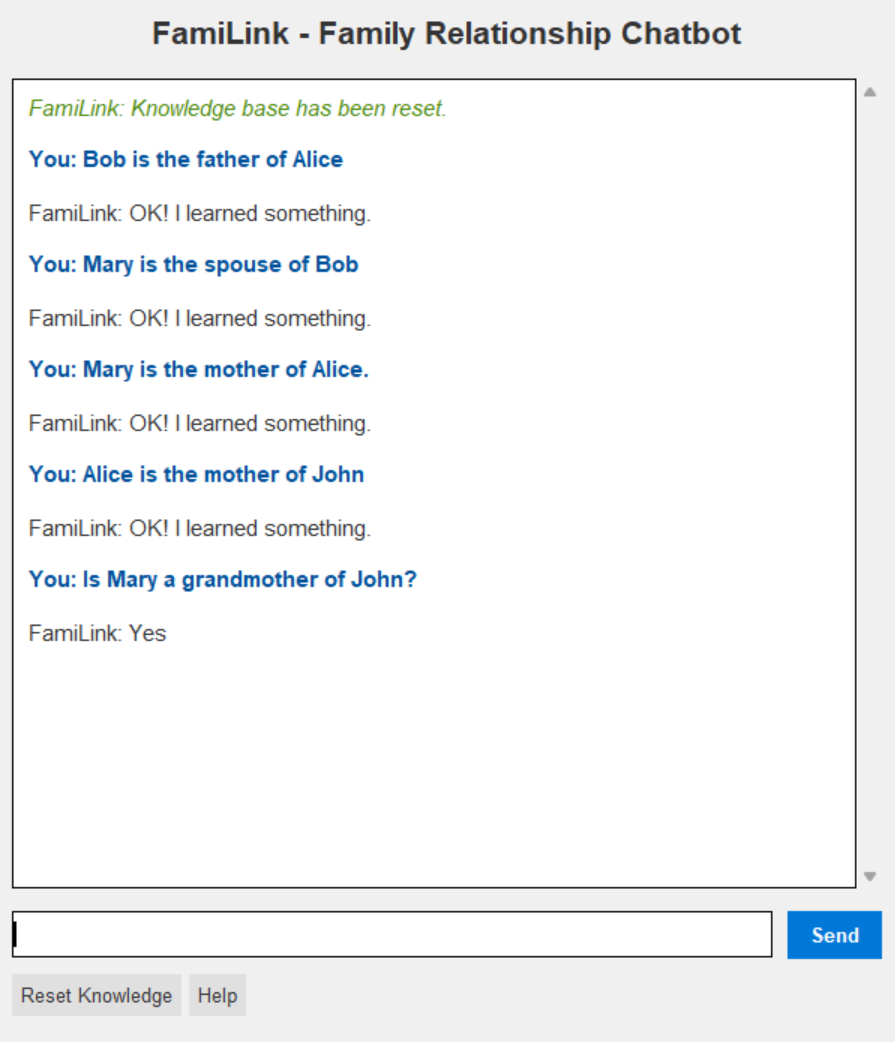 FamiLink - Family Relationship Chatbot
FamiLink: Knowledge base has been reset.
You: Bob is the father of Alice
FamiLink: OK! I learned something.
You: Mary is the spouse of Bob
FamiLink: OK! I learned something.
You: Mary is the mother of Alice.
FamiLink: OK! I learned something.
You: Alice is the mother of John
FamiLink: OK! I learned something.
You: Is Mary a grandmother of John?
FamiLink: Yes
Send
Reset Knowledge Help